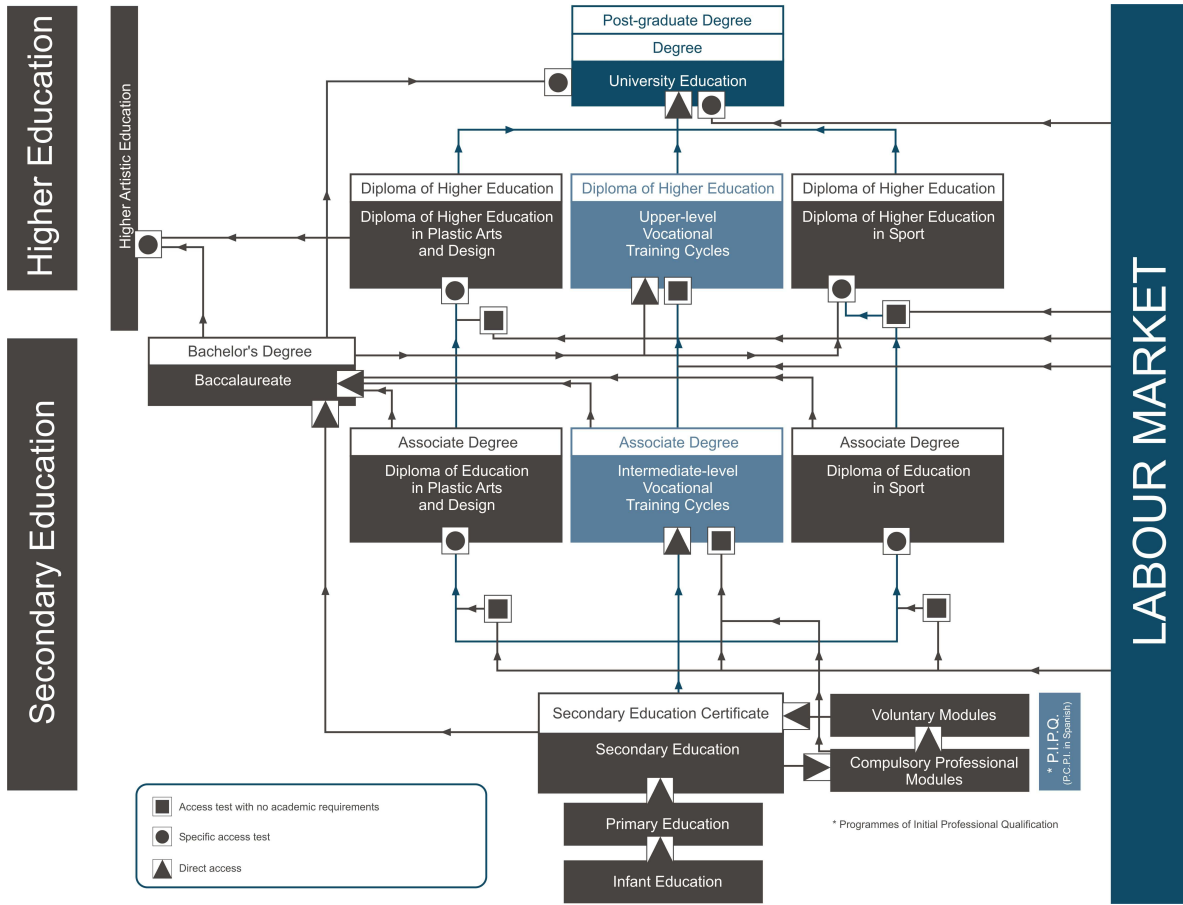 Higher Education
Higher Artistic Education
Post-graduate Degree
Degree
University Education
Diploma of Higher Education
Diploma of Higher Education
in Plastic Arts
and Design
Diploma of Higher Education
Upper-level
Vocational
Training Cycles
Diploma of Higher Education
Diploma of Higher Education
in Sport
LABOUR MARKET
Secondary Education
Bachelor's Degree
Baccalaureate
Associate Degree
Diploma of Education
in Plastic Arts
and Design
Associate Degree
Intermediate-level
Vocational
Training Cycles
Associate Degree
Diploma of Education
in Sport
Secondary Education Certificate
Secondary Education
Voluntary Modules
Compulsory Professional
Modules
* P.I.P.Q.
(P.C.P.I. in Spanish)
Primary Education
Infant Education
* Programmes of Initial Professional Qualification
Access test with no academic requirements
Specific access test
Direct access